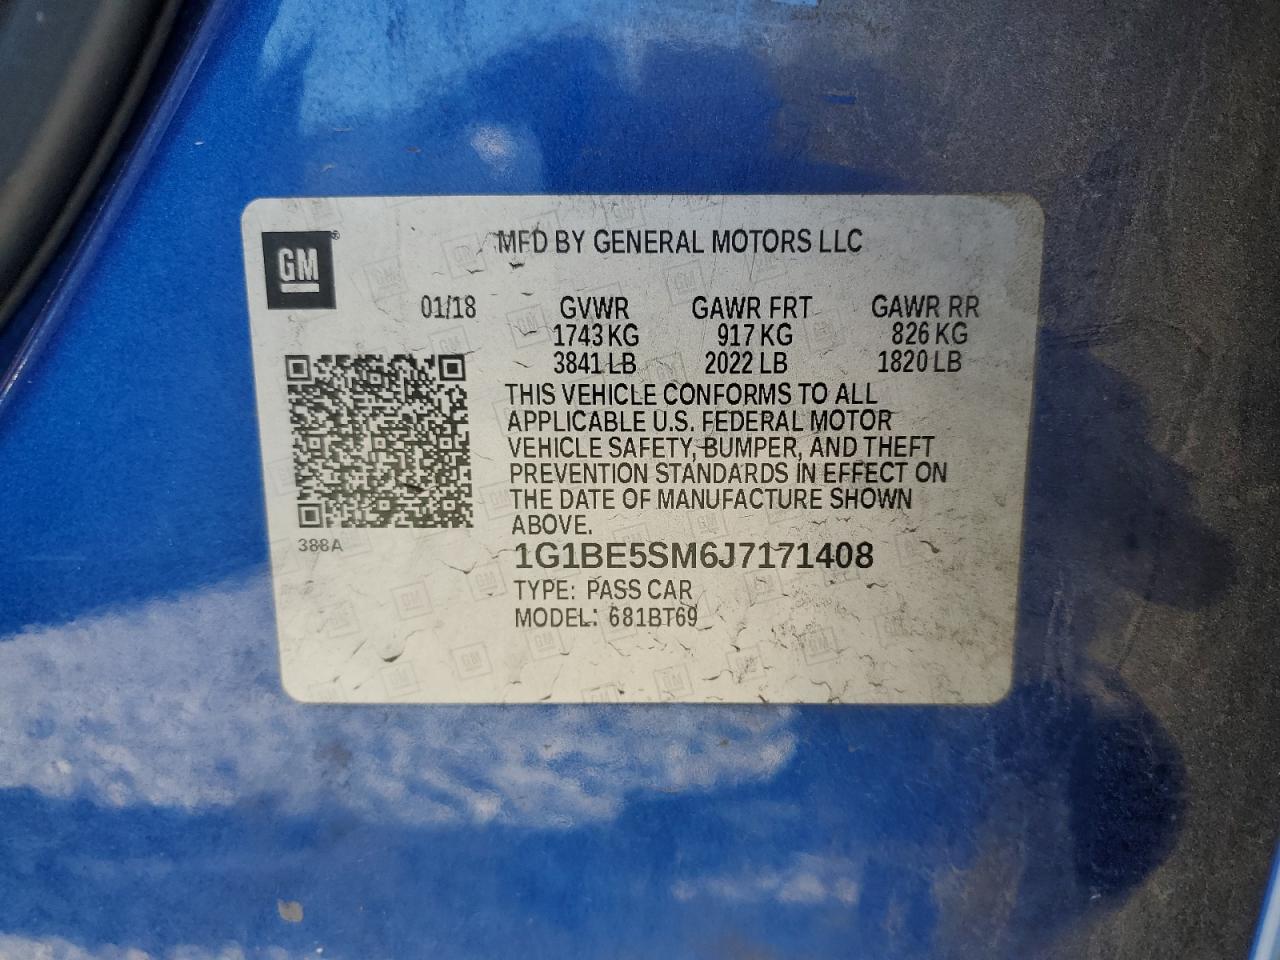 MFD BY GENERAL MOTORS LLC
GM
01/18 GVWR GAWR FRT GAWR RR
1743 KG 917 KG 826 KG
3841 LB 2022 LB 1820 LB
THIS VEHICLE CONFORMS TO ALL
APPLICABLE U.S. FEDERAL MOTOR
VEHICLE SAFETY, BUMPER, AND THEFT
PREVENTION STANDARDS IN EFFECT ON
THE DATE OF MANUFACTURE SHOWN
ABOVE.
388A
1G1BE5SM6J7171408
TYPE: PASS CAR
MODEL: 681BT69